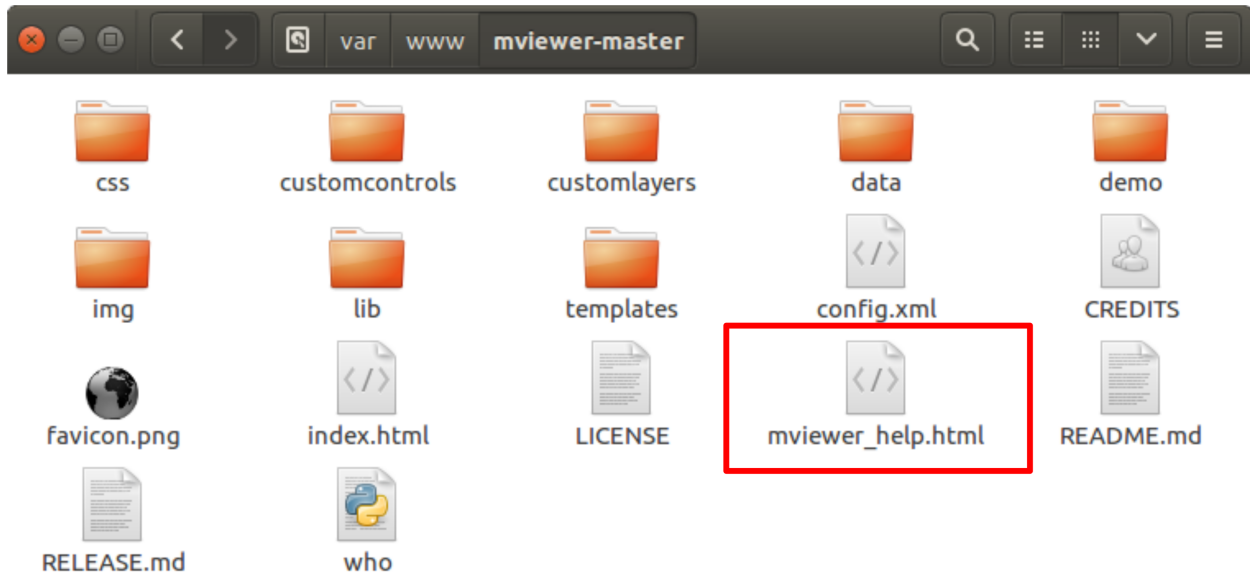 var www mviewer-master
css customcontrols customlayers data demo
img lib templates config.xml CREDITS
favicon.png index.html LICENSE mviewer_help.html README.md
RELEASE.md who